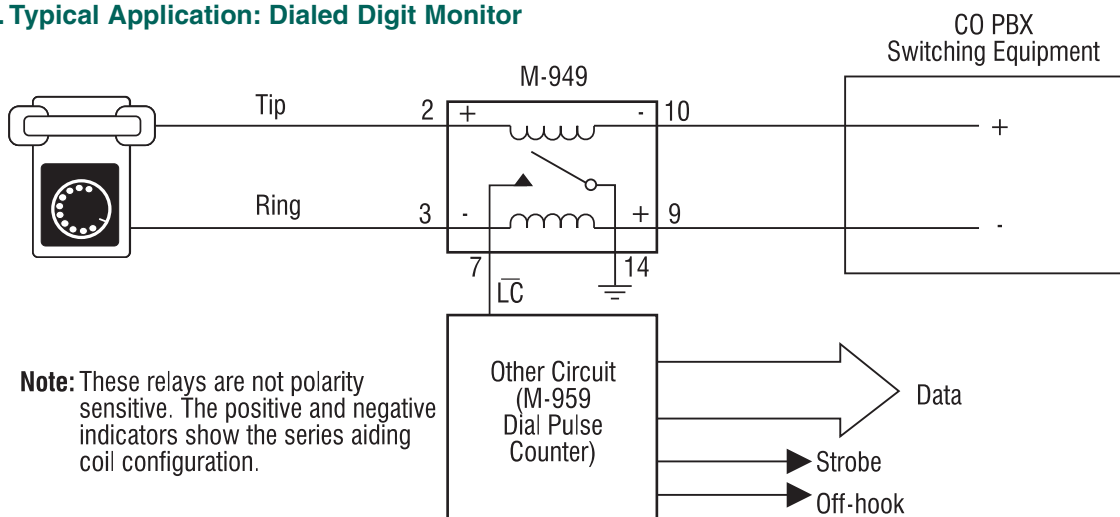 . Typical Application: Dialed Digit Monitor
CO PBX
Switching Equipment
M-949
Tip
2
+
-
10
+
Ring
3
-
+
9
-
7
14
L̅C̅
Other Circuit
(M-959
Dial Pulse
Counter)
Data
Strobe
Off-hook
Note: These relays are not polarity
sensitive. The positive and negative
indicators show the series aiding
coil configuration.